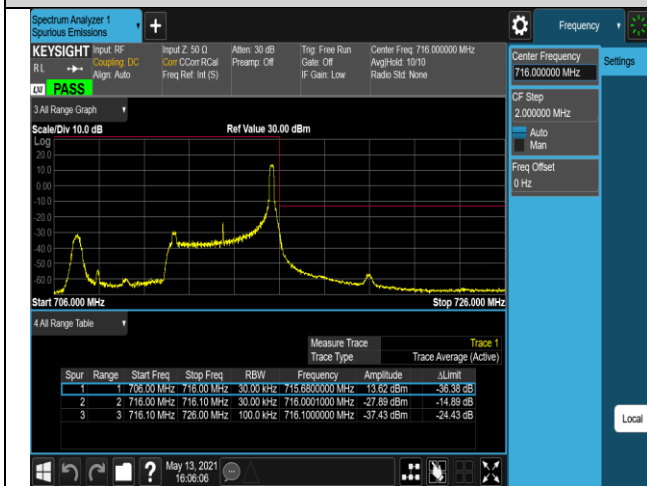 Spectrum Analyzer 1
Spurious Emissions
+
Frequency
KEYSIGHT
RL
LXI PASS
Input: RF
Coupling: DC
Align: Auto
Input Z: 50 Ω
Corr CCorr RCal
Freq Ref: Int (S)
Atten: 30 dB
Preamp: Off
Trig: Free Run
Gate: Off
IF Gain: Low
Center Freq: 716.000000 MHz
Avg|Hold: 10/10
Radio Std: None
Center Frequency
716.000000 MHz
Settings
CF Step
2.000000 MHz
Auto
Man
Freq Offset
0 Hz
3 All Range Graph
Scale/Div 10.0 dB
Ref Value 30.00 dBm
Log
20.0
10.0
0.00
-10.0
-20.0
-30.0
-40.0
-50.0
-60.0
Start 706.000 MHz
Stop 726.000 MHz
4 All Range Table
Measure Trace Trace 1
Trace Type Trace Average (Active)
Spur Range Start Freq Stop Freq RBW Frequency Amplitude ΔLimit
1 1 706.00 MHz 716.00 MHz 30.00 kHz 715.6800000 MHz 13.62 dBm -36.38 dB
2 2 716.00 MHz 716.10 MHz 30.00 kHz 716.0001000 MHz -27.89 dBm -14.89 dB
3 3 716.10 MHz 726.00 MHz 100.0 kHz 716.1000000 MHz -37.43 dBm -24.43 dB
Local
?
May 13, 2021
16:06:06